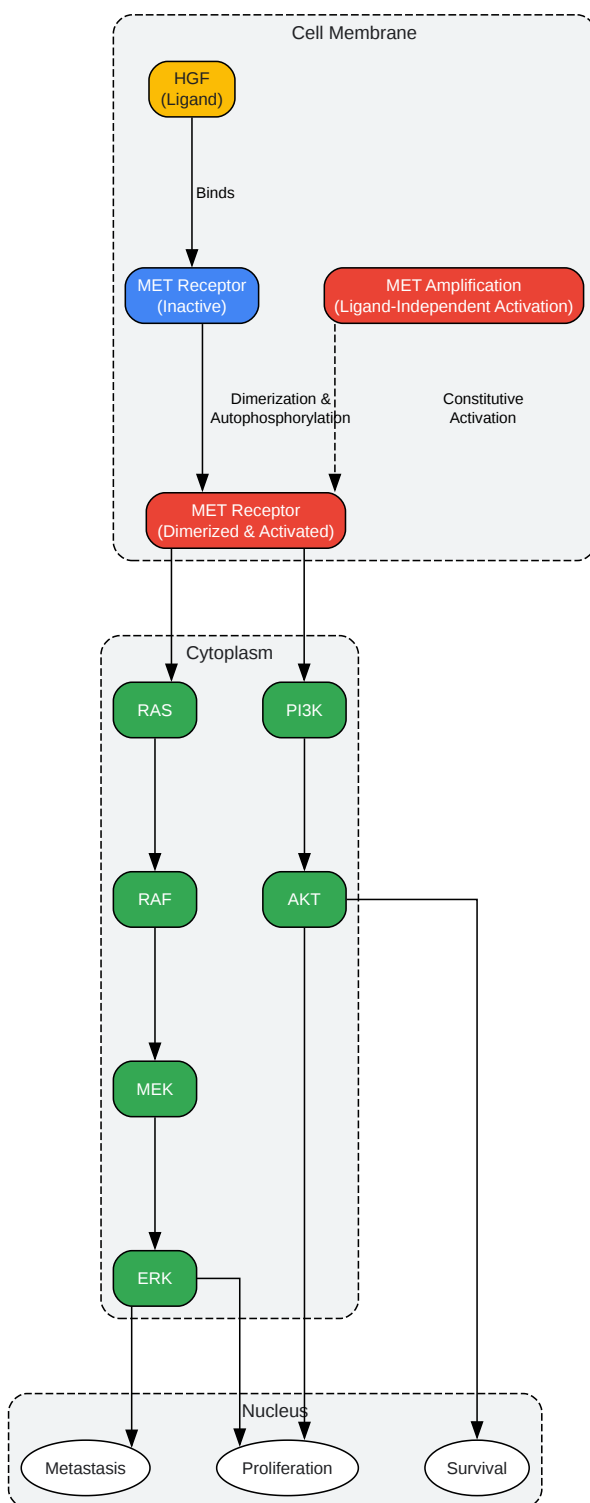 Cell Membrane
HGF
(Ligand)
Binds
MET Receptor
(Inactive)
MET Amplification
(Ligand-Independent Activation)
Dimerization &
Autophosphorylation
Constitutive
Activation
MET Receptor
(Dimerized & Activated)
Cytoplasm
RAS
PI3K
RAF
AKT
MEK
ERK
Nucleus
Metastasis
Proliferation
Survival